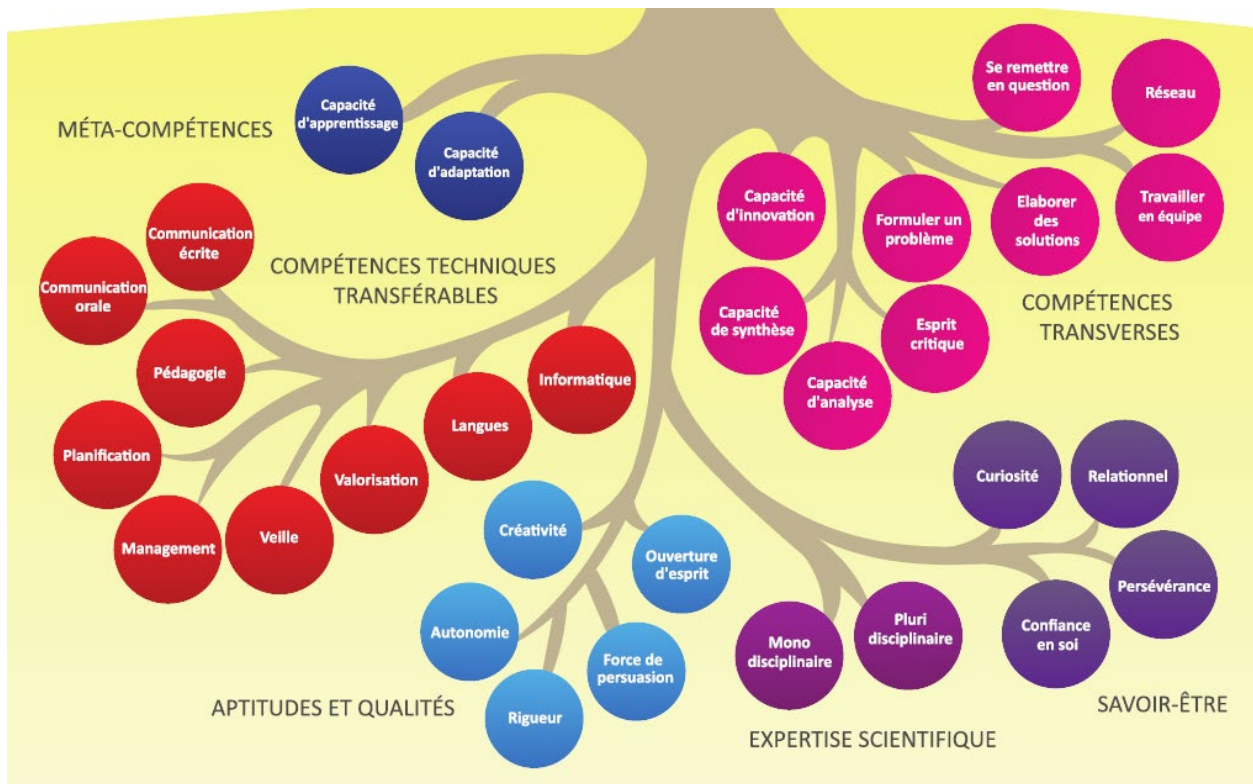 MÉTA-COMPÉTENCES
Capacité
d'apprentissage
Capacité
d'adaptation
COMPÉTENCES TECHNIQUES
TRANSFÉRABLES
Communication
écrite
Communication
orale
Pédagogie
Planification
Management
Veille
Valorisation
Langues
Informatique
APTITUDES ET QUALITÉS
Créativité
Ouverture
d'esprit
Autonomie
Force de
persuasion
Rigueur
EXPERTISE SCIENTIFIQUE
Mono
disciplinaire
Pluri
disciplinaire
SAVOIR-ÊTRE
Curiosité
Relationnel
Persévérance
Confiance
en soi
COMPÉTENCES
TRANSVERSES
Se remettre
en question
Réseau
Travailler
en équipe
Elaborer
des
solutions
Formuler un
problème
Capacité
d'innovation
Capacité
de synthèse
Capacité
d'analyse
Esprit
critique